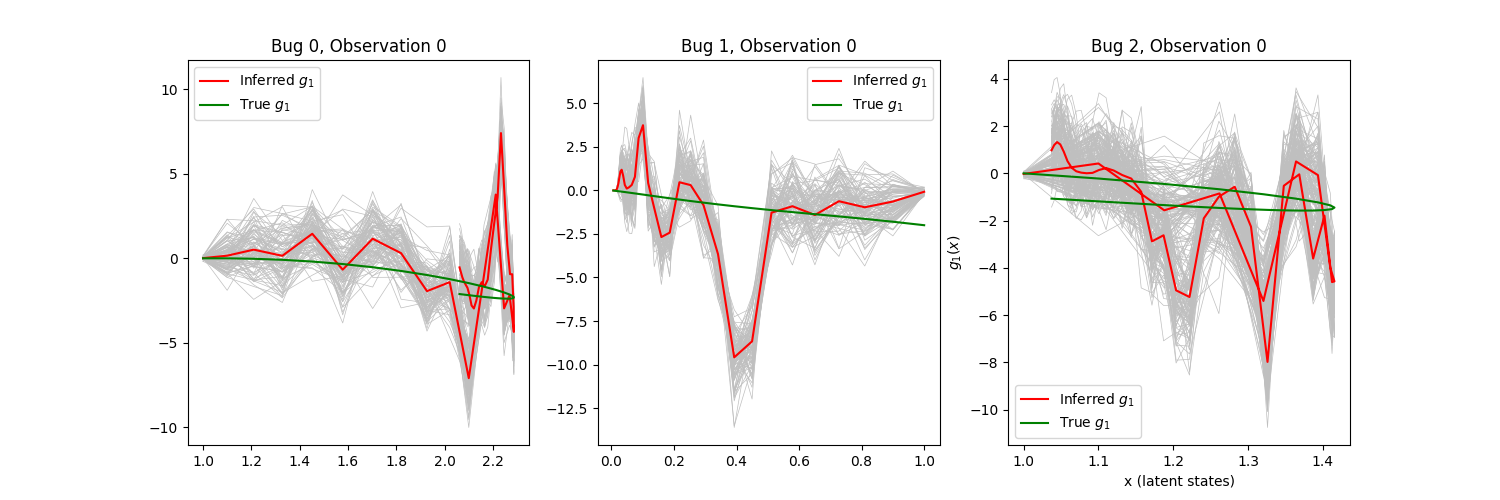 Bug 0, Observation 0
Inferred g₁
True g₁
10
5
0
−5
−10
1.0 1.2 1.4 1.6 1.8 2.0 2.2
Bug 1, Observation 0
Inferred g₁
True g₁
5.0
2.5
0.0
−2.5
−5.0
−7.5
−10.0
−12.5
0.0 0.2 0.4 0.6 0.8 1.0
Bug 2, Observation 0
4
2
0
−2
−4
−6
−8
−10
g₁(x)
Inferred g₁
True g₁
1.0 1.1 1.2 1.3 1.4
x (latent states)